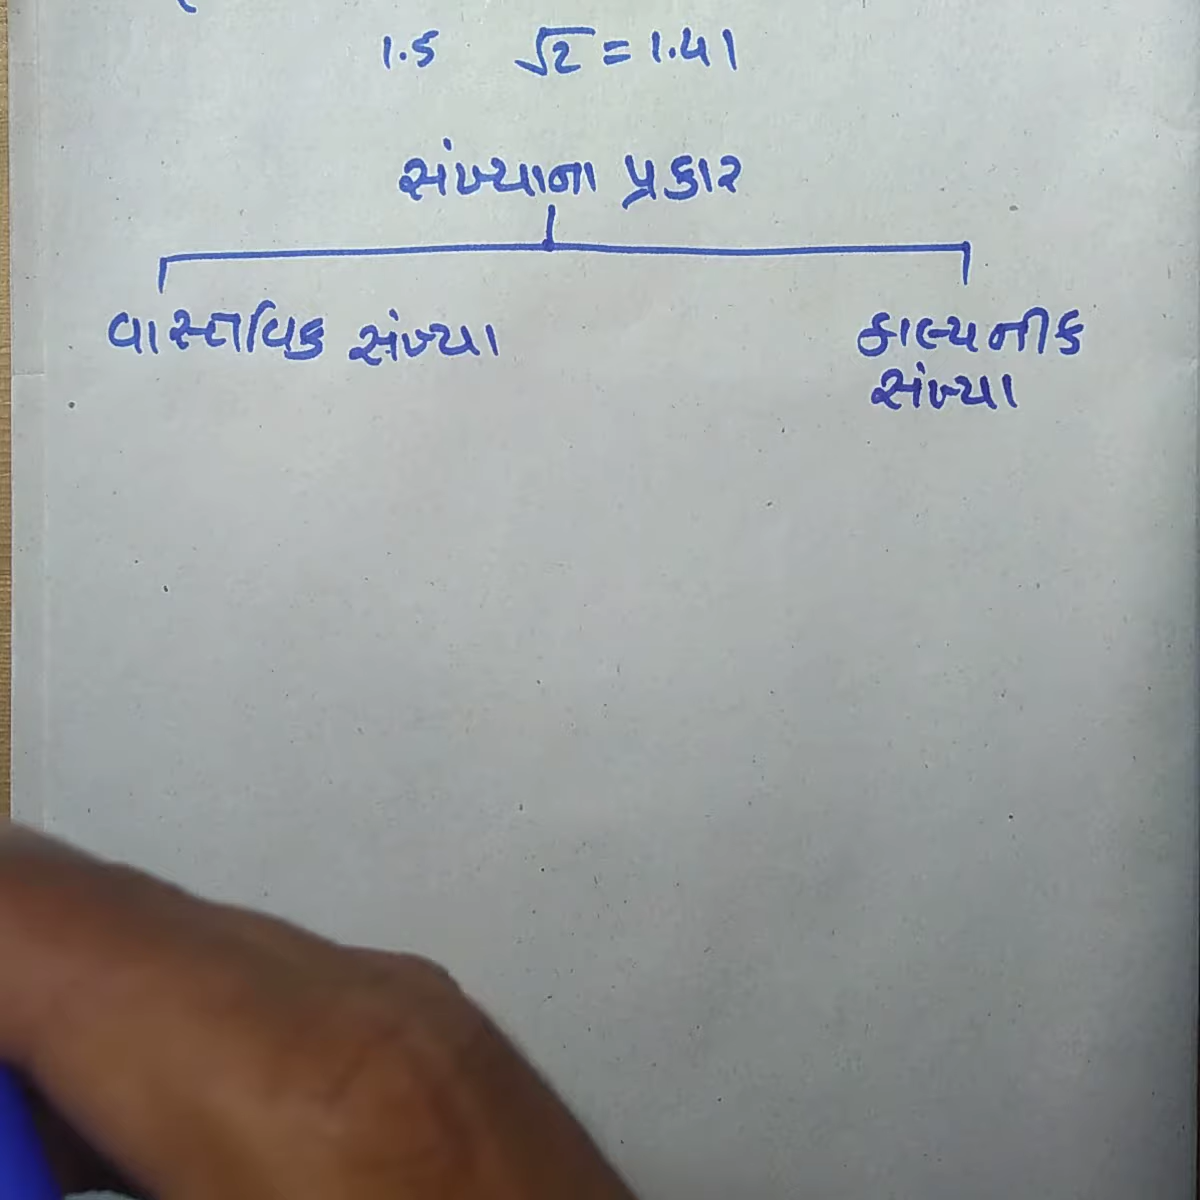 1.5 √2 = 1.41
સંખ્યાના પ્રકાર
વાસ્તવિક સંખ્યા
કાલ્પનીક
સંખ્યા